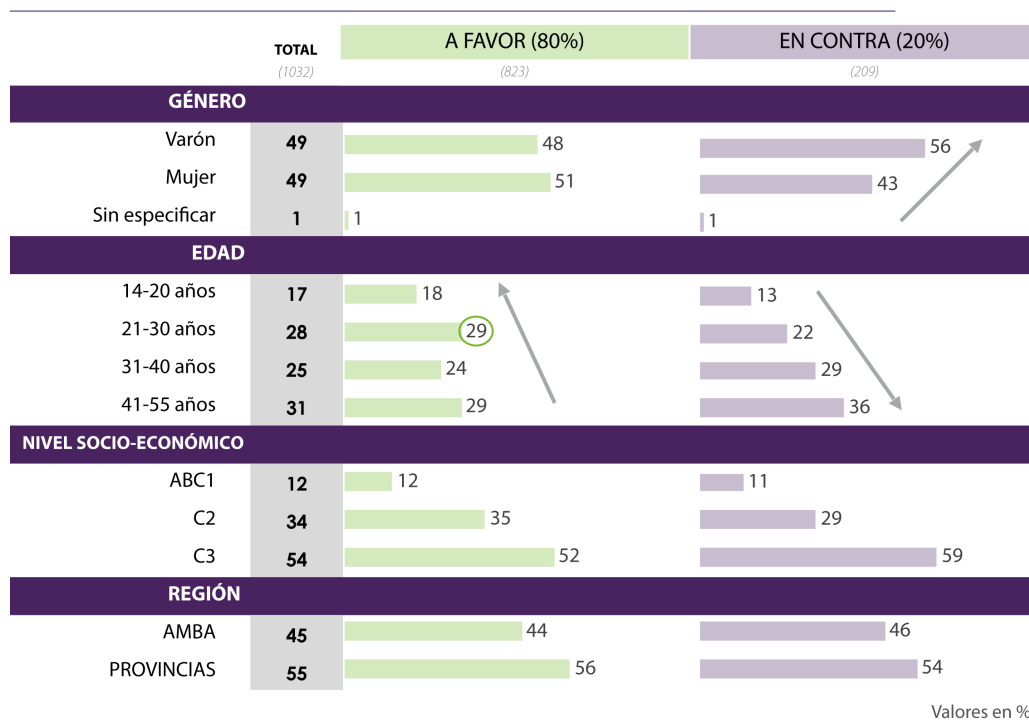 TOTAL A FAVOR (80%) EN CONTRA (20%)
(1032) (823) (209)
GÉNERO
Varón 49 48 56
Mujer 49 51 43
Sin especificar 1 1 1
EDAD
14-20 años 17 18 13
21-30 años 28 29 22
31-40 años 25 24 29
41-55 años 31 29 36
NIVEL SOCIO-ECONÓMICO
ABC1 12 12 11
C2 34 35 29
C3 54 52 59
REGIÓN
AMBA 45 44 46
PROVINCIAS 55 56 54
Valores en %